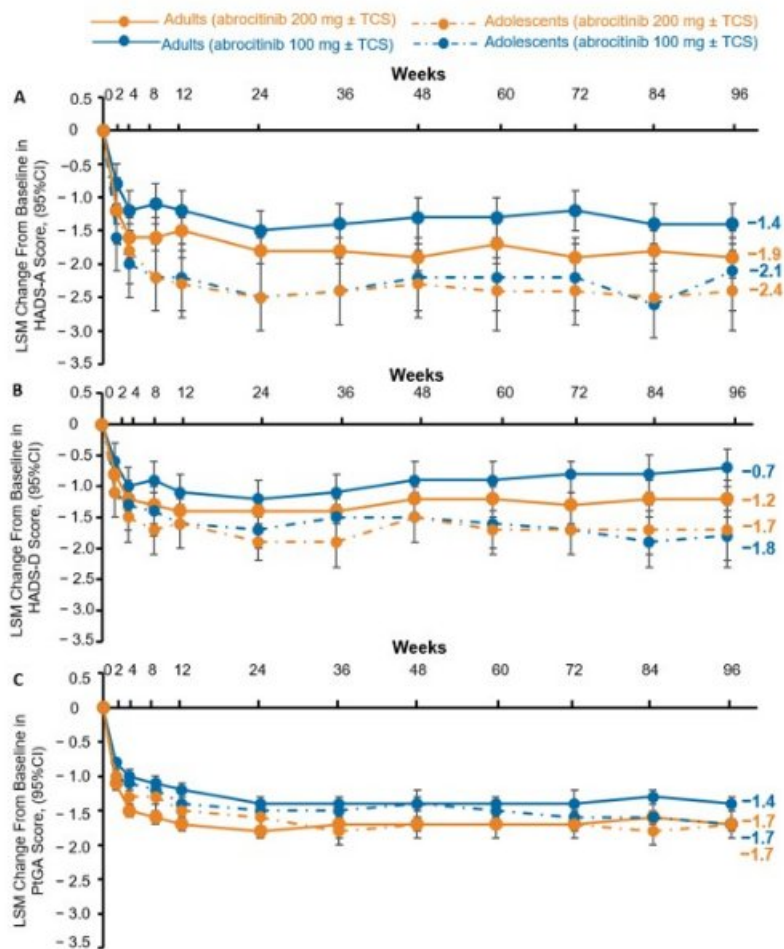 Adults (abrocitinib 200 mg ± TCS) Adolescents (abrocitinib 200 mg ± TCS)
Adults (abrocitinib 100 mg ± TCS) Adolescents (abrocitinib 100 mg ± TCS)
Weeks
A
0 2 4 8 12 24 36 48 60 72 84 96
LSM Change From Baseline in
HADS-A Score, (95%CI)
0.5
0
−0.5
−1.0
−1.5
−2.0
−2.5
−3.0
−3.5
−1.4
−1.9
−2.1
−2.4
Weeks
B
0 2 4 8 12 24 36 48 60 72 84 96
LSM Change From Baseline in
HADS-D Score, (95%CI)
0.5
0
−0.5
−1.0
−1.5
−2.0
−2.5
−3.0
−3.5
−0.7
−1.2
−1.7
−1.8
Weeks
C
0 2 4 8 12 24 36 48 60 72 84 96
LSM Change From Baseline in
PtGA Score, (95%CI)
0.5
0
−0.5
−1.0
−1.5
−2.0
−2.5
−3.0
−3.5
−1.4
−1.7
−1.7
−1.7